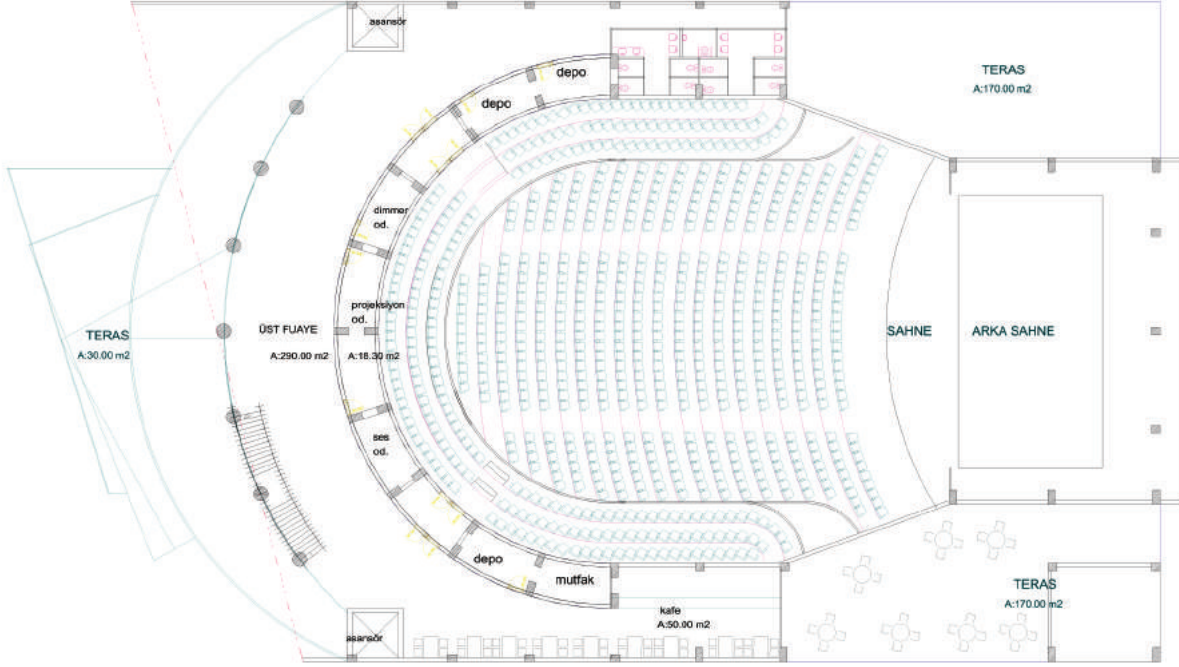 asansör
depo
depo
TERAS
A:170.00 m2
dimmer
od.
projeksiyon
od.
TERAS
A:30.00 m2
ÜST FUAYE
A:290.00 m2
A:18.30 m2
SAHNE
ARKA SAHNE
ses
od.
depo
mutfak
kafe
A:50.00 m2
TERAS
A:170.00 m2
asansör